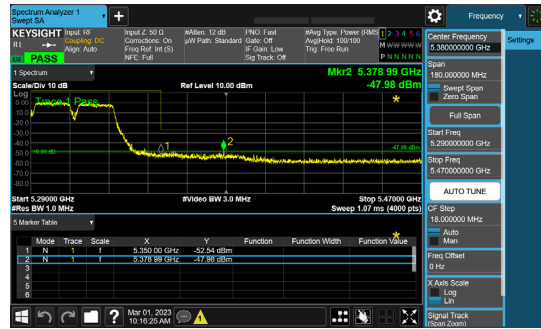 Spectrum Analyzer 1
Swept SA
+
Frequency
KEYSIGHT
Input: RF
Input Z: 50 Ω
#Atten: 12 dB
PNO: Fast
#Avg Type: Power (RMS
1 2 3 4 5 6
RL
Coupling: DC
Corrections: On
µW Path: Standard
Gate: Off
Avg|Hold: 100/100
M W W W W W
Align: Auto
Freq Ref: Int (S)
IF Gain: Low
Trig: Free Run
PASS
NFE: Full
Sig Track: Off
P N N N N N
1 Spectrum
Mkr2 5.378 99 GHz
Scale/Div 10 dB
Ref Level 10.00 dBm
-47.98 dBm
Log
Trace 1 Pass
0.00
-10.0
-20.0
-30.0
-40.0
-50.0
-60.0
-70.0
-80.0
1
2
Start 5.29000 GHz
#Video BW 3.0 MHz
Stop 5.47000 GHz
#Res BW 1.0 MHz
Sweep 1.07 ms (4000 pts)
5 Marker Table
Mode Trace Scale X Y Function Function Width Function Value
1 N 1 f 5.350 00 GHz -52.54 dBm
2 N 1 f 5.378 99 GHz -47.98 dBm
3
4
5
6
Mar 01, 2023
10:16:25 AM
Center Frequency
5.380000000 GHz
Settings
Span
180.000000 MHz
Swept Span
Zero Span
Full Span
Start Freq
5.290000000 GHz
Stop Freq
5.470000000 GHz
AUTO TUNE
CF Step
18.000000 MHz
Auto
Man
Freq Offset
0 Hz
X Axis Scale
Log
Lin
Signal Track
(Span Zoom)